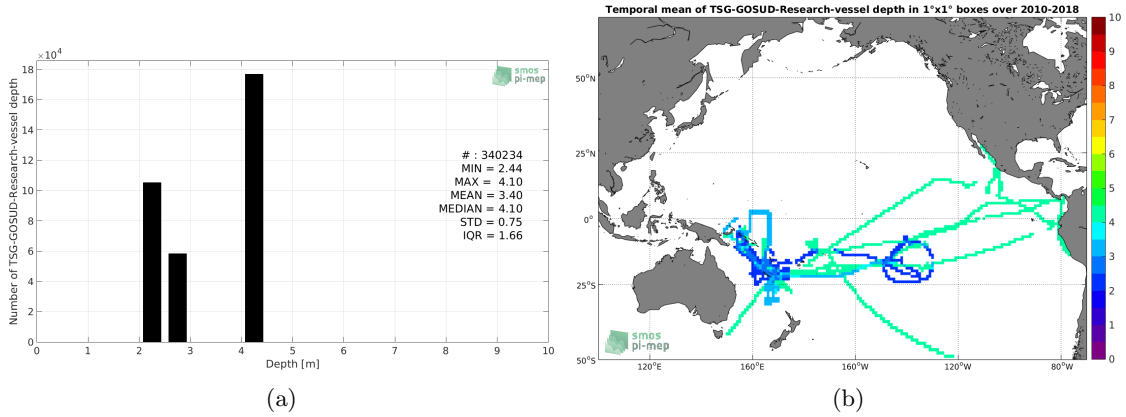 ×10⁴
18
16
14
12
10
8
6
4
2
0
Number of TSG-GOSUD-Research-vessel depth
smos
pi-mep
# : 340234
MIN = 2.44
MAX = 4.10
MEAN = 3.40
MEDIAN = 4.10
STD = 0.75
IQR = 1.66
0 1 2 3 4 5 6 7 8 9 10
Depth [m]
(a)
Temporal mean of TSG-GOSUD-Research-vessel depth in 1°x1° boxes over 2010-2018
50°N
25°N
0°
25°S
50°S
120°E 160°E 160°W 120°W 80°W
smos
pi-mep
10
9
8
7
6
5
4
3
2
1
0
(b)